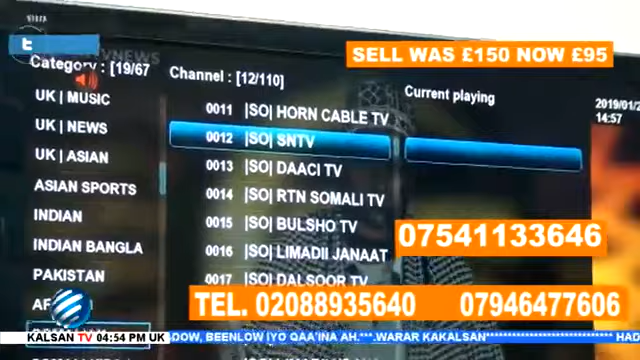 SELL WAS £150 NOW £95
VNEWS
Category : [19/67
Channel : [12/110]
Current playing
2019/01/2
14:57
UK | MUSIC
UK | NEWS
UK | ASIAN
ASIAN SPORTS
INDIAN
INDIAN BANGLA
PAKISTAN
AF
0011 |SO| HORN CABLE TV
0012 |SO| SNTV
0013 |SO| DAACI TV
0014 |SO| RTN SOMALI TV
0015 |SO| BULSHO TV
0016 |SO| LIMADII JANAAT
0017 |SO| DALSOOR TV
07541133646
TEL. 02088935640 07946477606
KALSAN TV 04:54 PM UK DOW, BEENLOW IYO QAA'INA AH.***.WARAR KAKALSAN*** HAD